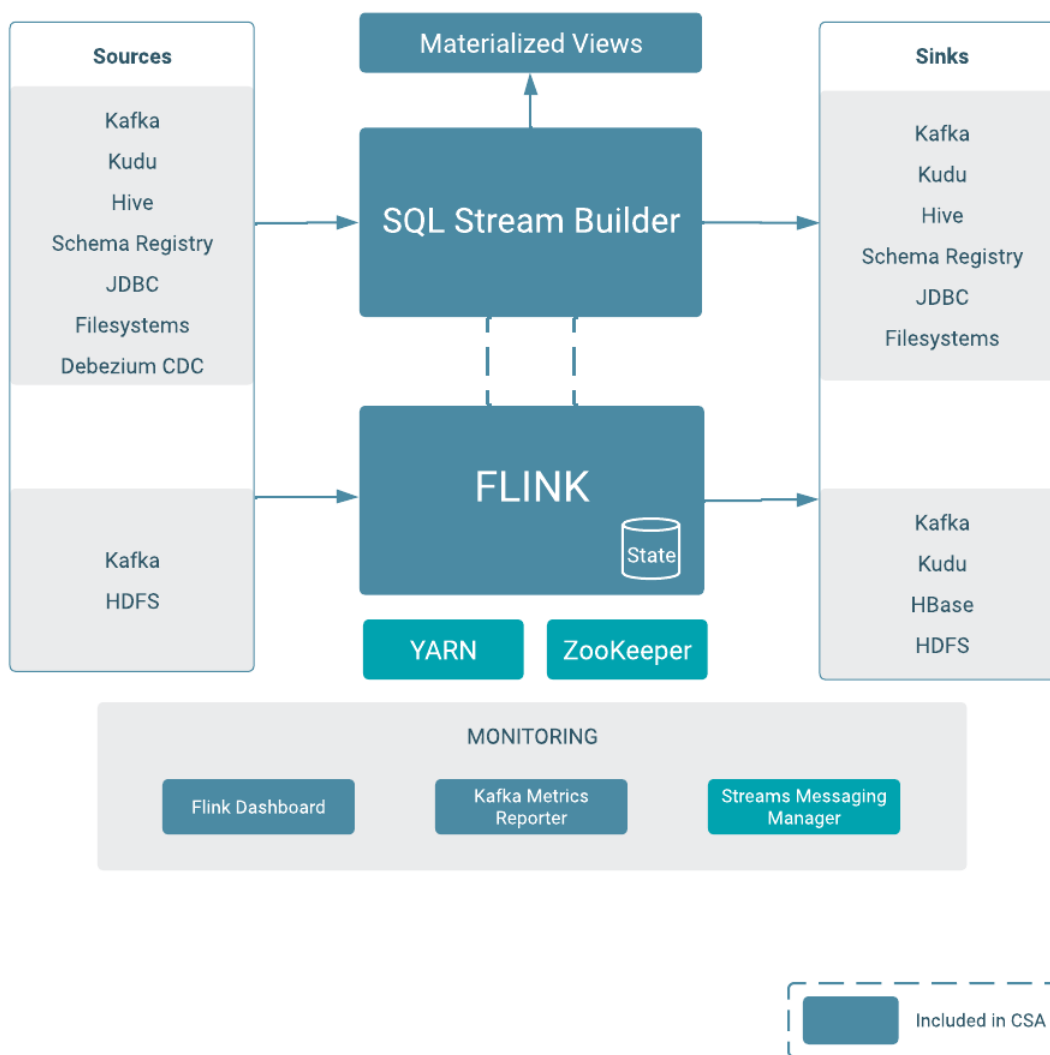 Sources
Kafka
Kudu
Hive
Schema Registry
JDBC
Filesystems
Debezium CDC
Kafka
HDFS
Materialized Views
SQL Stream Builder
FLINK
State
YARN
ZooKeeper
Sinks
Kafka
Kudu
Hive
Schema Registry
JDBC
Filesystems
Kafka
Kudu
HBase
HDFS
MONITORING
Flink Dashboard
Kafka Metrics
Reporter
Streams Messaging
Manager
Included in CSA